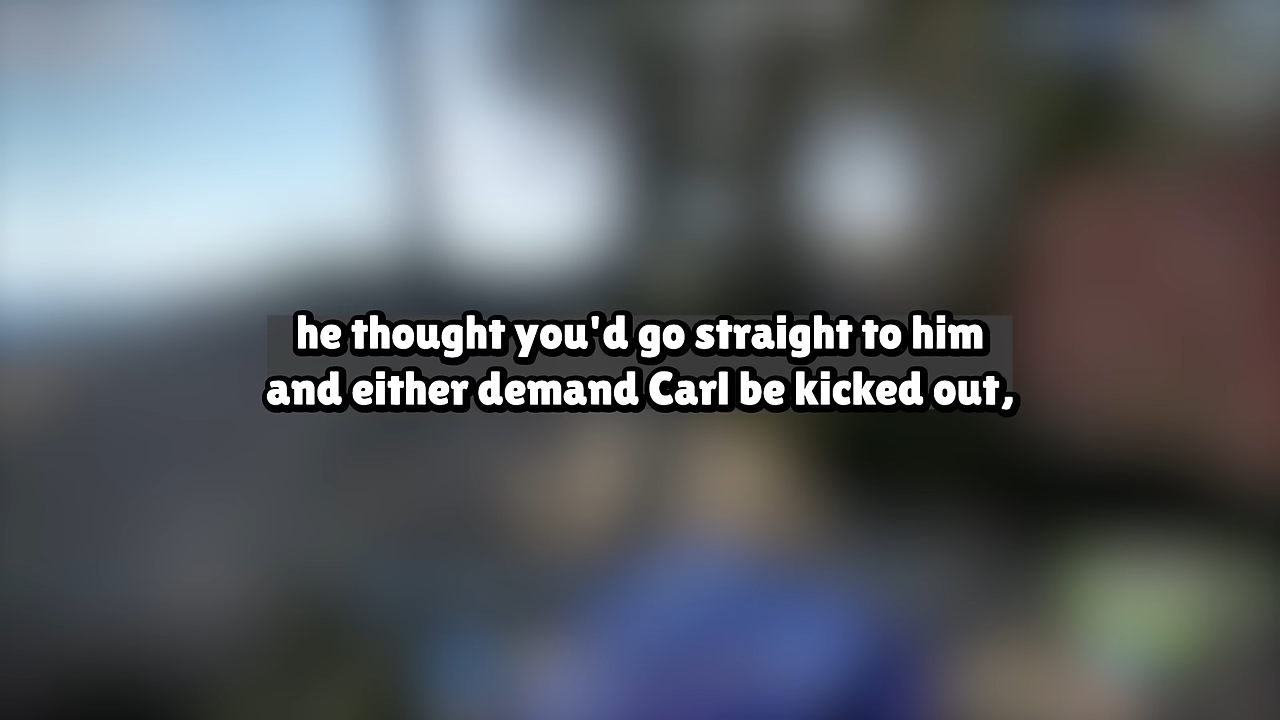 he thought you'd go straight to him
and either demand Carl be kicked out,